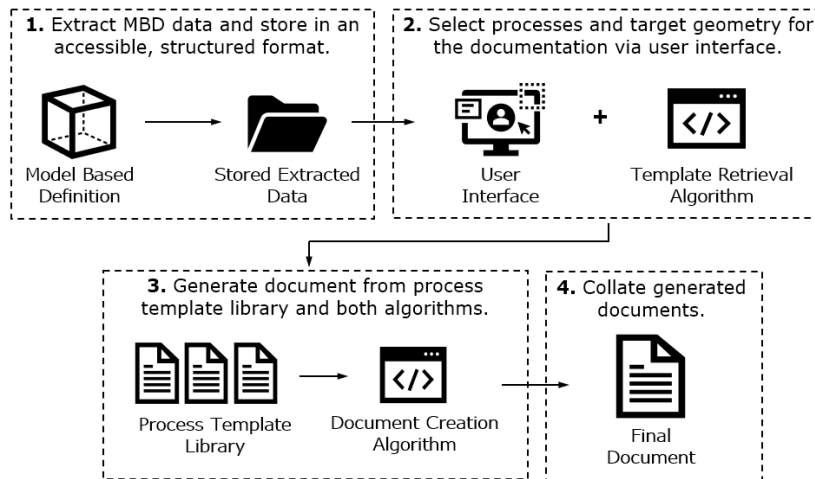 1. Extract MBD data and store in an
accessible, structured format.
Model Based
Definition
Stored Extracted
Data
2. Select processes and target geometry for
the documentation via user interface.
+
</>
User
Interface
Template Retrieval
Algorithm
3. Generate document from process
template library and both algorithms.
</>
Process Template
Library
Document Creation
Algorithm
4. Collate generated
documents.
Final
Document